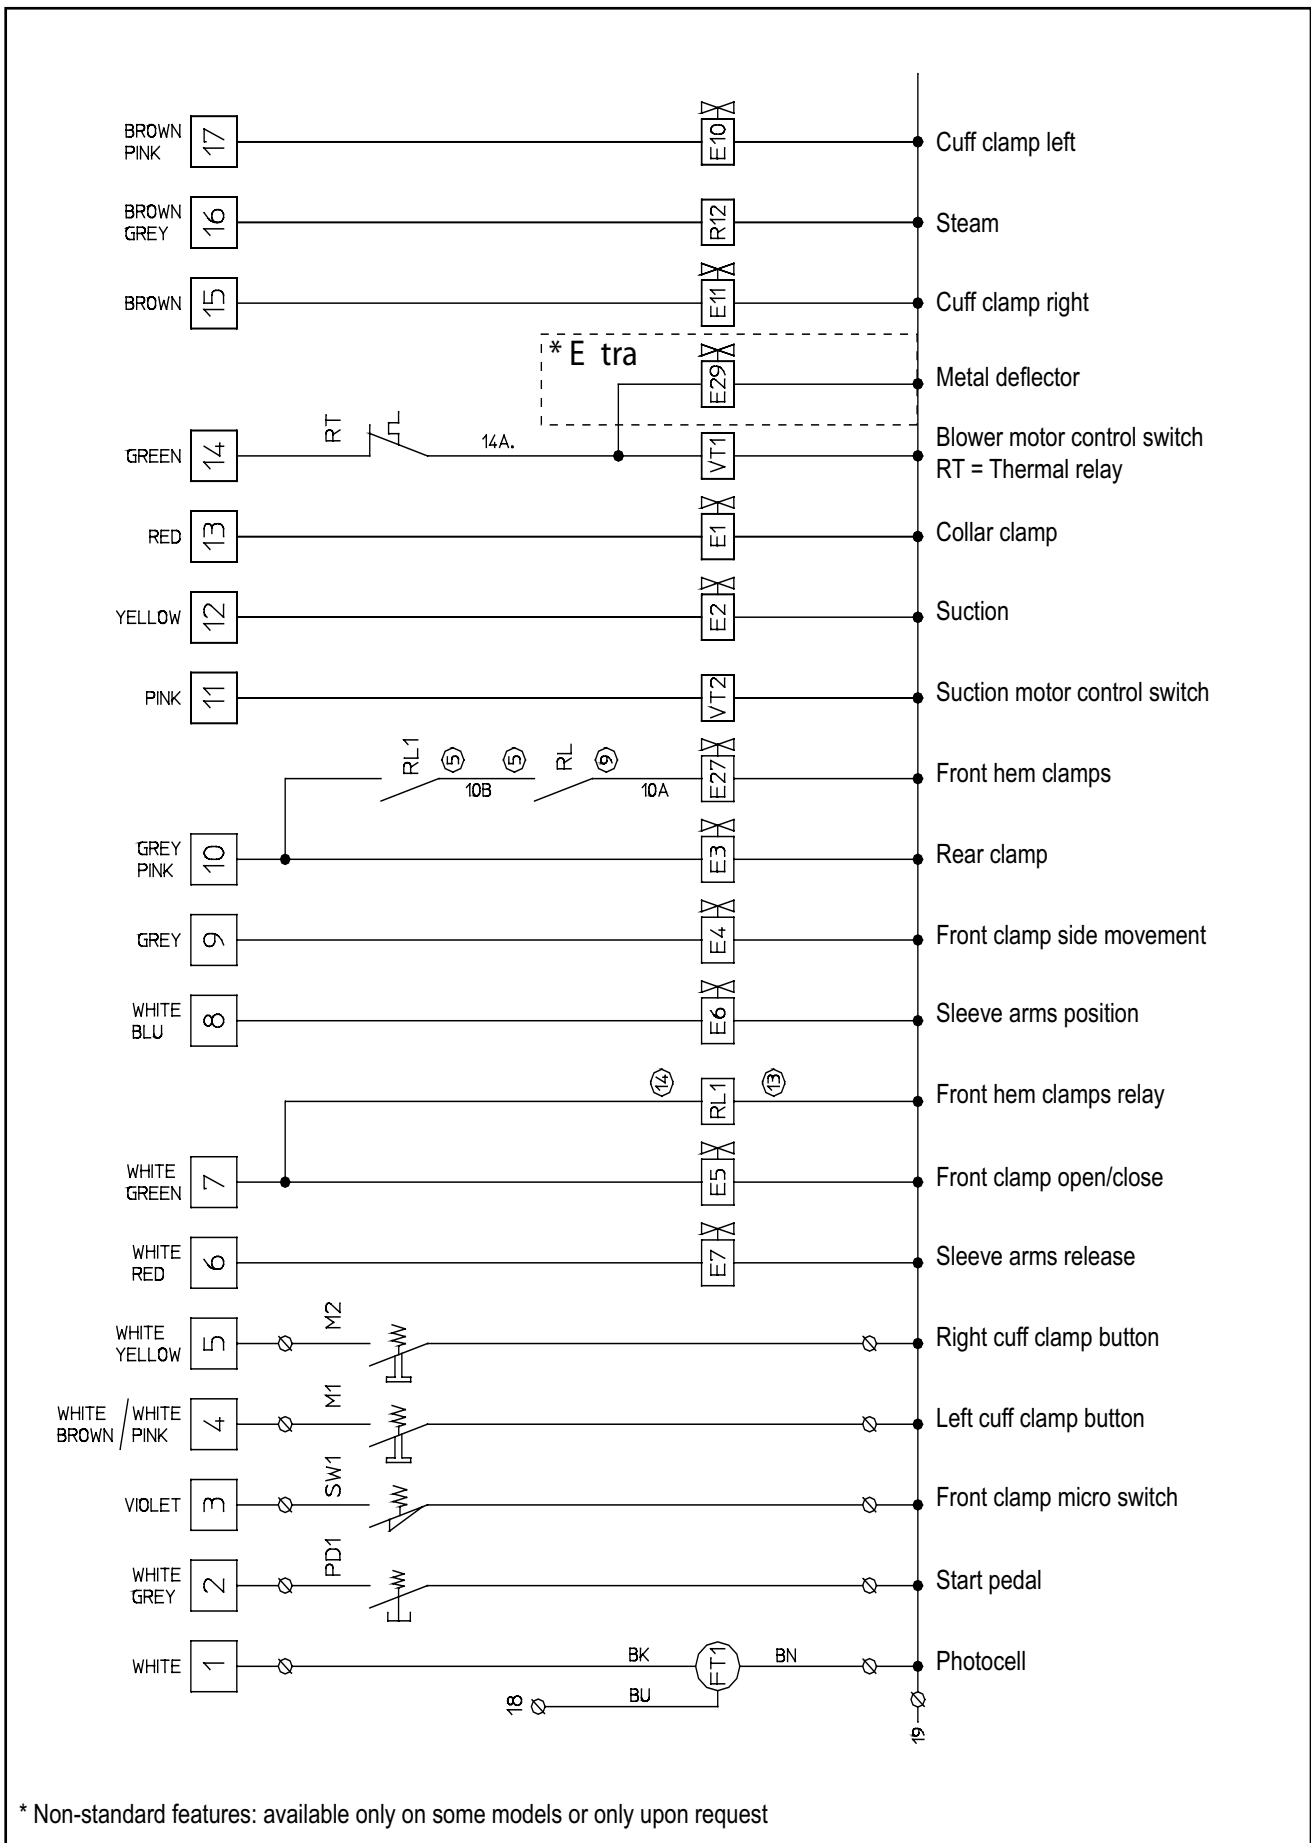 BROWN
PINK
17
E10
Cuff clamp left
BROWN
GREY
16
R12
Steam
BROWN
15
E11
Cuff clamp right
* E tra
E29
Metal deflector
GREEN
14
RT
14A.
VT1
Blower motor control switch
RT = Thermal relay
RED
13
E1
Collar clamp
YELLOW
12
E2
Suction
PINK
11
VT2
Suction motor control switch
RL1
5
10B
5
RL
9
10A
E27
Front hem clamps
GREY
PINK
10
E3
Rear clamp
GREY
9
E4
Front clamp side movement
WHITE
BLU
8
E6
Sleeve arms position
14
RL1
13
Front hem clamps relay
WHITE
GREEN
7
E5
Front clamp open/close
WHITE
RED
6
E7
Sleeve arms release
WHITE
YELLOW
5
M2
Right cuff clamp button
WHITE / WHITE
BROWN / PINK
4
M1
Left cuff clamp button
VIOLET
3
SW1
Front clamp micro switch
WHITE
GREY
2
PD1
Start pedal
WHITE
1
BK
FT1
BN
Photocell
18
BU
19
* Non-standard features: available only on some models or only upon request